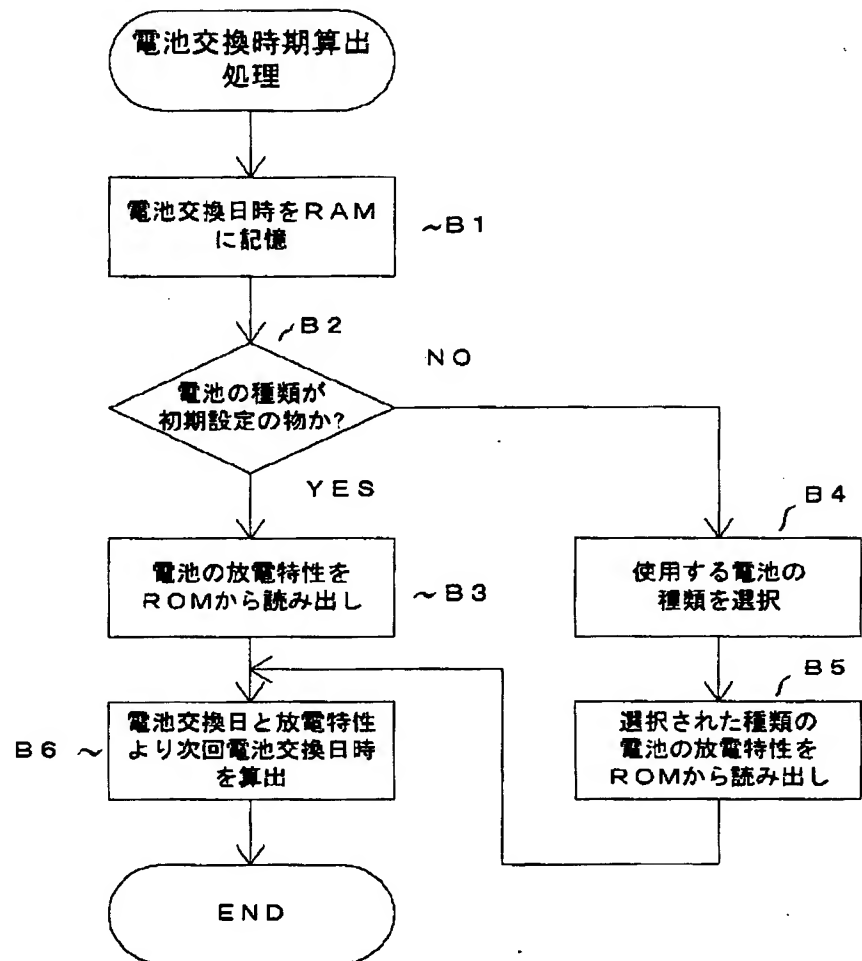 電池交換時期算出
処理
電池交換日時をRAM
に記憶
~B1
B2
電池の種類が
初期設定の物か?
NO
YES
電池の放電特性を
ROMから読み出し
~B3
B4
使用する電池の
種類を選択
B5
選択された種類の
電池の放電特性を
ROMから読み出し
B6~
電池交換日と放電特性
より次回電池交換日時
を算出
END